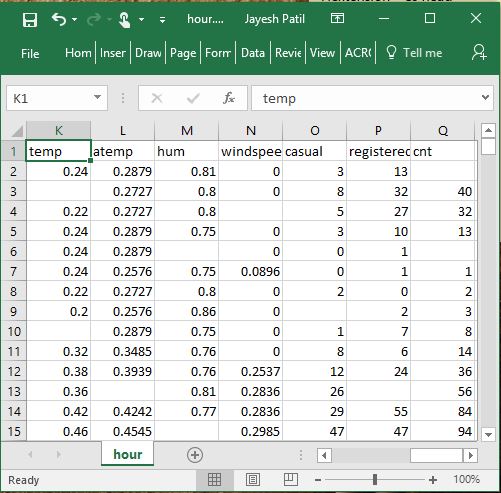 hour.... Jayesh Patil
File Hom Inser Draw Page Forr Data Revie View ACR( Tell me
K1 fx temp
K L M N O P Q
1 temp atemp hum windspee casual registered cnt
2 0.24 0.2879 0.81 0 3 13
3 0.2727 0.8 0 8 32 40
4 0.22 0.2727 0.8 5 27 32
5 0.24 0.2879 0.75 0 3 10 13
6 0.24 0.2879 0 0 1
7 0.24 0.2576 0.75 0.0896 0 1 1
8 0.22 0.2727 0.8 0 2 0 2
9 0.2 0.2576 0.86 0 2 3
10 0.2879 0.75 0 1 7 8
11 0.32 0.3485 0.76 0 8 6 14
12 0.38 0.3939 0.76 0.2537 12 24 36
13 0.36 0.81 0.2836 26 56
14 0.42 0.4242 0.77 0.2836 29 55 84
15 0.46 0.4545 0.2985 47 47 94
hour
Ready 100%